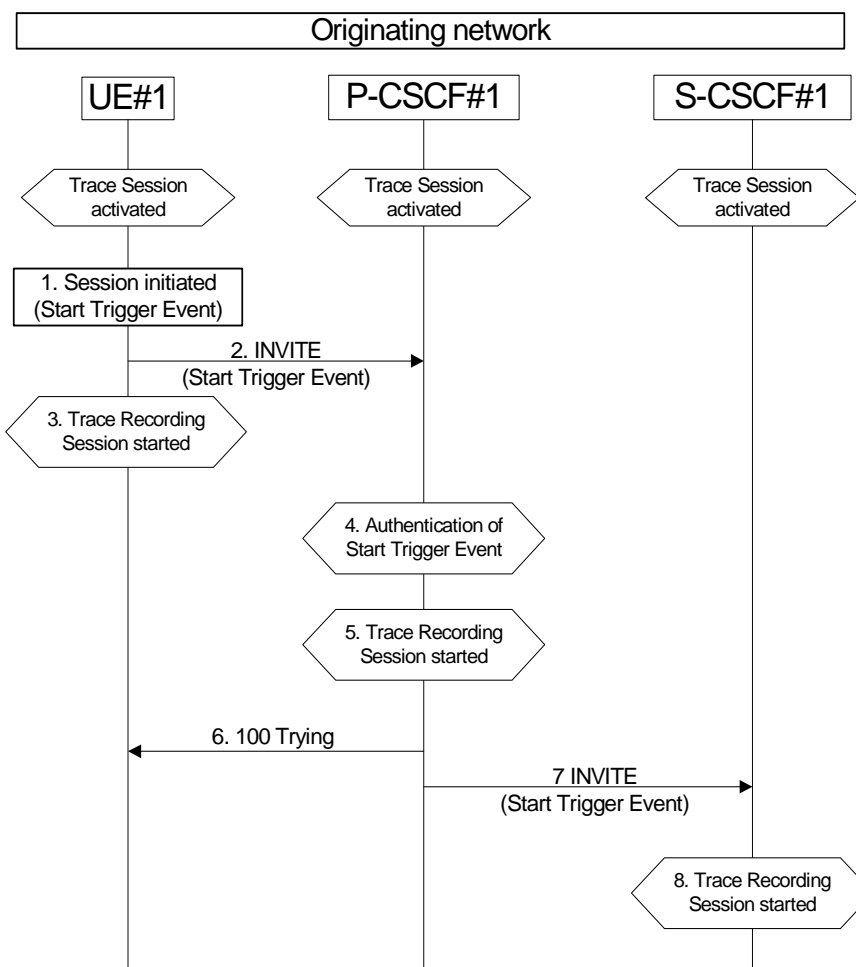 Originating network
UE#1
P-CSCF#1
S-CSCF#1
Trace Session
activated
Trace Session
activated
Trace Session
activated
1. Session initiated
(Start Trigger Event)
2. INVITE
(Start Trigger Event)
3. Trace Recording
Session started
4. Authentication of
Start Trigger Event
5. Trace Recording
Session started
6. 100 Trying
7 INVITE
(Start Trigger Event)
8. Trace Recording
Session started